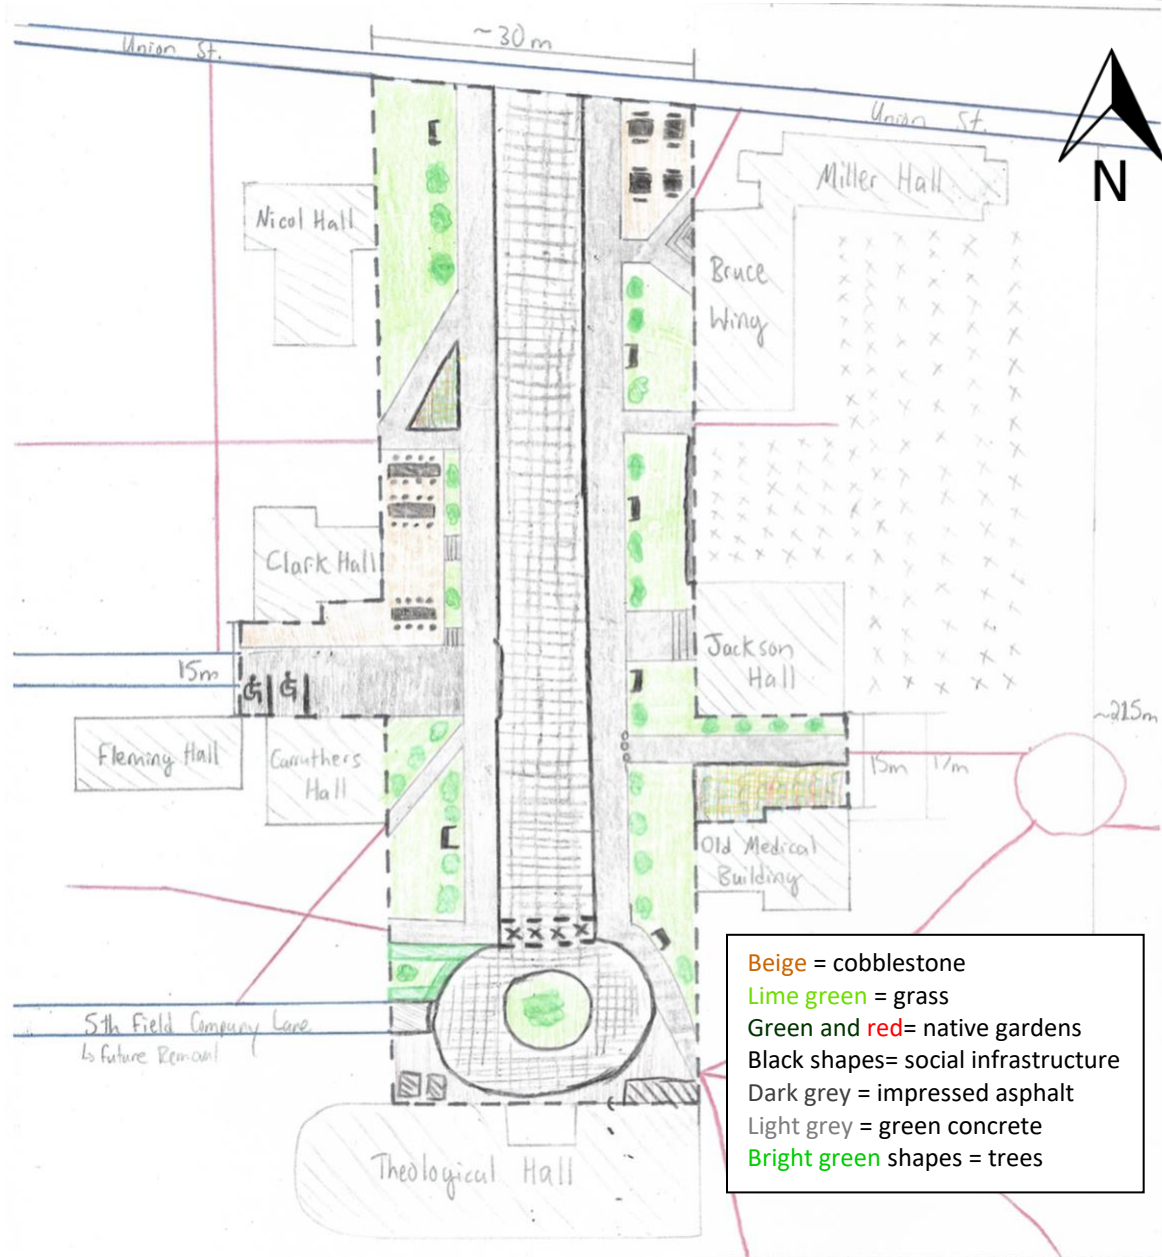 Union St.
~30m
Union St.
N
Nicol Hall
Miller Hall
Bruce
Wing
Clark Hall
15m
Jackson
Hall
~215m
Fleming Hall
Carruthers
Hall
15m
17m
Old Medical
Building
x x x x
5th Field Company Lane
↳ future Removal
Theological Hall
Beige = cobblestone
Lime green = grass
Green and red= native gardens
Black shapes= social infrastructure
Dark grey = impressed asphalt
Light grey = green concrete
Bright green shapes = trees